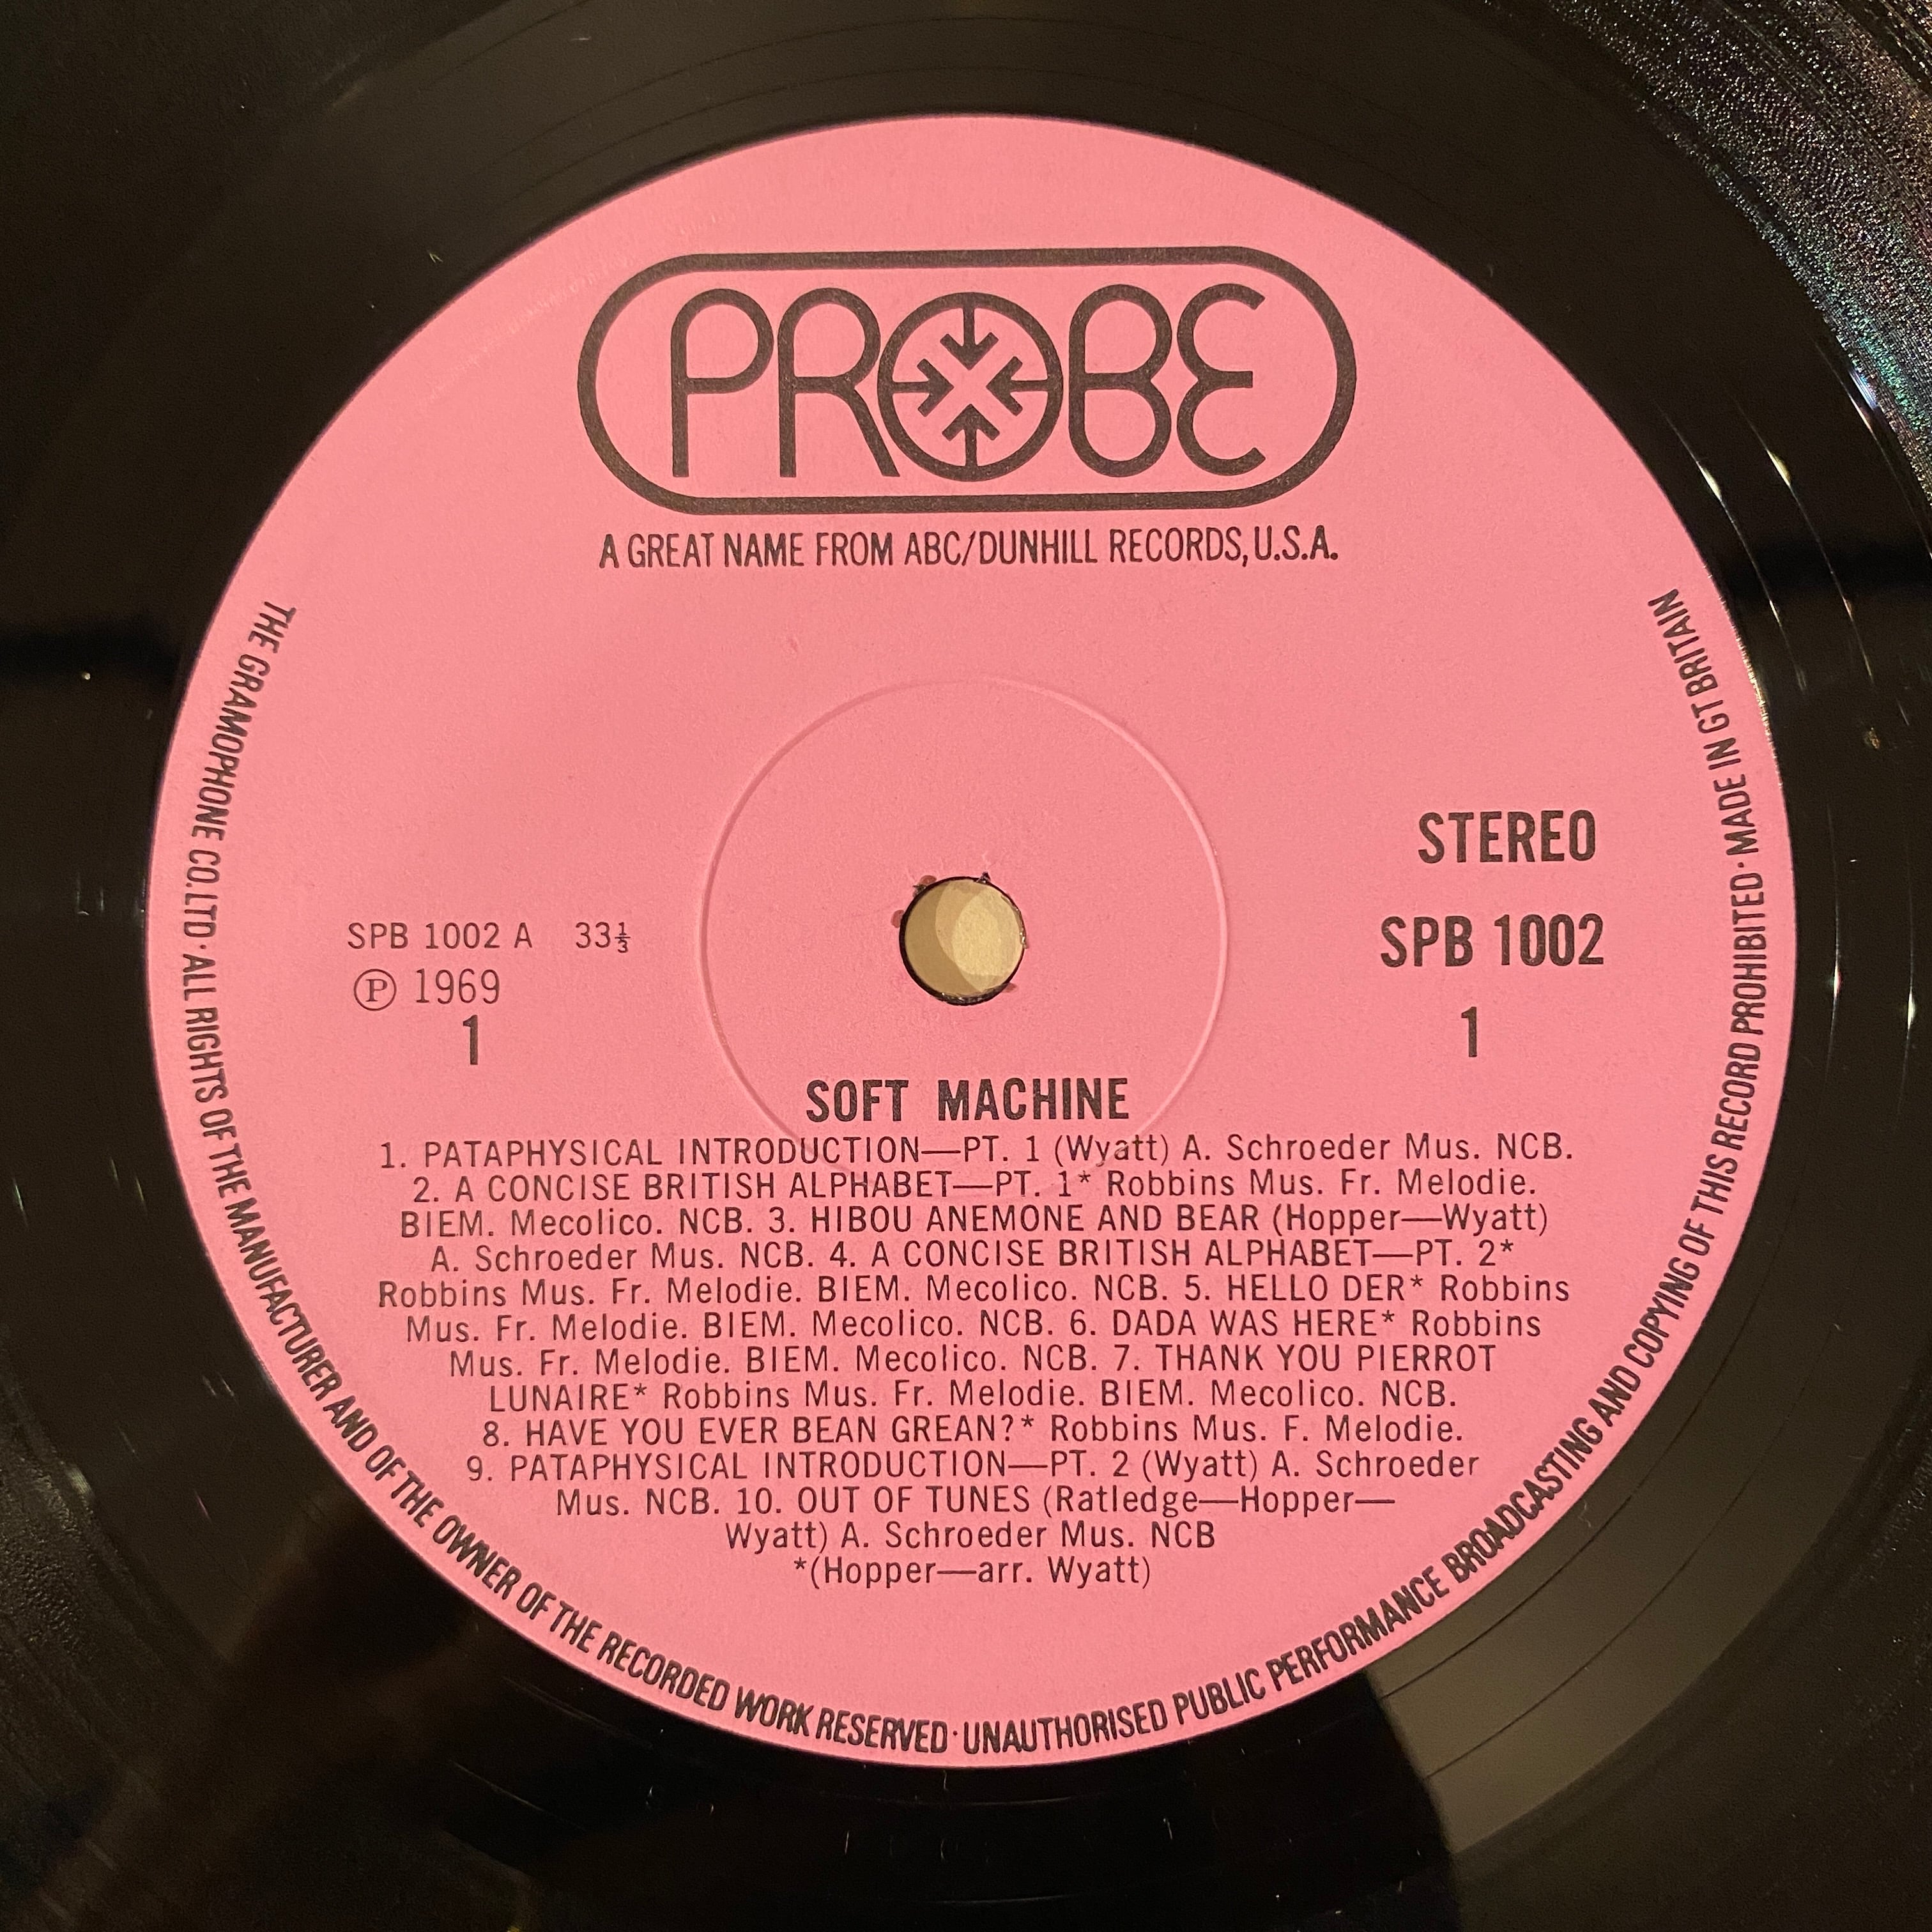 PROBE
A GREAT NAME FROM ABC/DUNHILL RECORDS, U.S.A.
STEREO
SPB 1002 A 33⅓
SPB 1002
Ⓟ 1969
1
1
SOFT MACHINE
1. PATAPHYSICAL INTRODUCTION—PT. 1 (Wyatt) A. Schroeder Mus. NCB.
2. A CONCISE BRITISH ALPHABET—PT. 1* Robbins Mus. Fr. Melodie.
BIEM. Mecolico. NCB. 3. HIBOU ANEMONE AND BEAR (Hopper—Wyatt)
A. Schroeder Mus. NCB. 4. A CONCISE BRITISH ALPHABET—PT. 2*
Robbins Mus. Fr. Melodie. BIEM. Mecolico. NCB. 5. HELLO DER* Robbins
Mus. Fr. Melodie. BIEM. Mecolico. NCB. 6. DADA WAS HERE* Robbins
Mus. Fr. Melodie. BIEM. Mecolico. NCB. 7. THANK YOU PIERROT
LUNAIRE* Robbins Mus. Fr. Melodie. BIEM. Mecolico. NCB.
8. HAVE YOU EVER BEAN GREAN?* Robbins Mus. F. Melodie.
9. PATAPHYSICAL INTRODUCTION—PT. 2 (Wyatt) A. Schroeder
Mus. NCB. 10. OUT OF TUNES (Ratledge—Hopper—
Wyatt) A. Schroeder Mus. NCB
*(Hopper—arr. Wyatt)
THE GRAMOPHONE CO. LTD · ALL RIGHTS OF THE MANUFACTURER AND OF THE OWNER OF THE RECORDED WORK RESERVED · UNAUTHORISED PUBLIC PERFORMANCE BROADCASTING AND COPYING OF THIS RECORD PROHIBITED · MADE IN GT BRITAIN